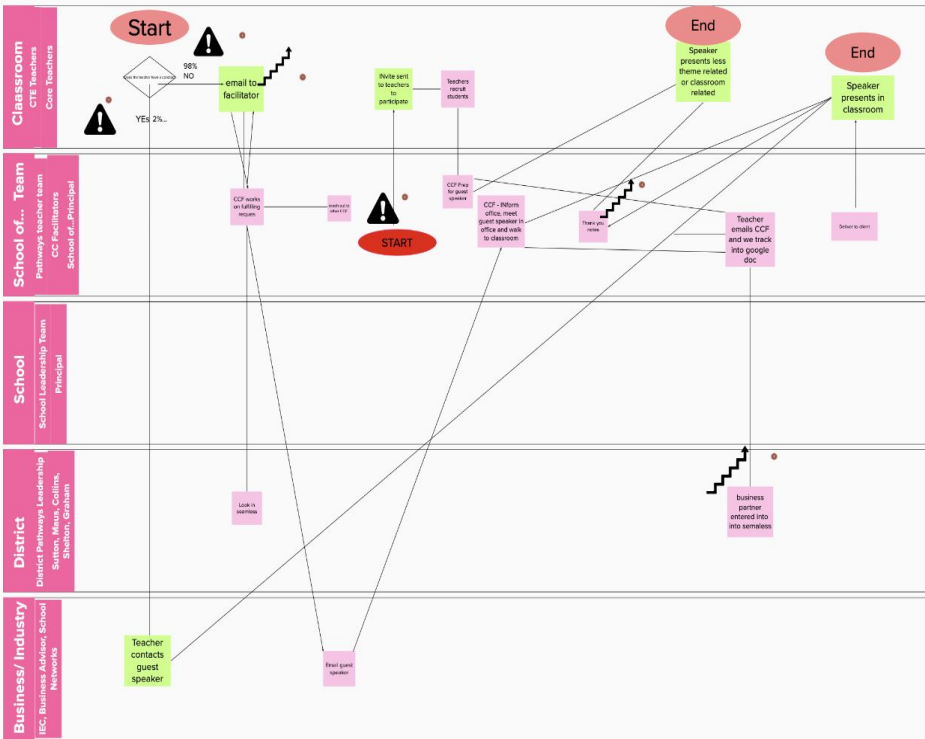 Claassroom
CTE Teachers
Core Teachers
Start
98%
NO
YEs 2%...
email to
facilitator
INvite sent
to teachers
to
participate
Teachers
recruit
students
End
Speaker
presents less
theme related
or classroom
related
End
Speaker
presents in
classroom
School of... Team
Pathways teacher team
CC Facilitators
School of...Principal
CCF works
on fulfilling
request
START
CCF Prep
for guest
speaker
CCF - INform
office, meet
guest speaker in
office and walk
to classroom
Thank you
notes
Teacher
emails CCF
and we track
into google
doc
Deliver to client
School
School Leadership Team
Principal
District
District Pathways Leadership
Sutton, Maus, Collins,
Shelton, Graham
Look in
seamless
business
partner
entered into
into semaless
Business/ Industry
IEC, Business Advisor, School
Networks
Teacher
contacts
guest
speaker
Email guest
speaker